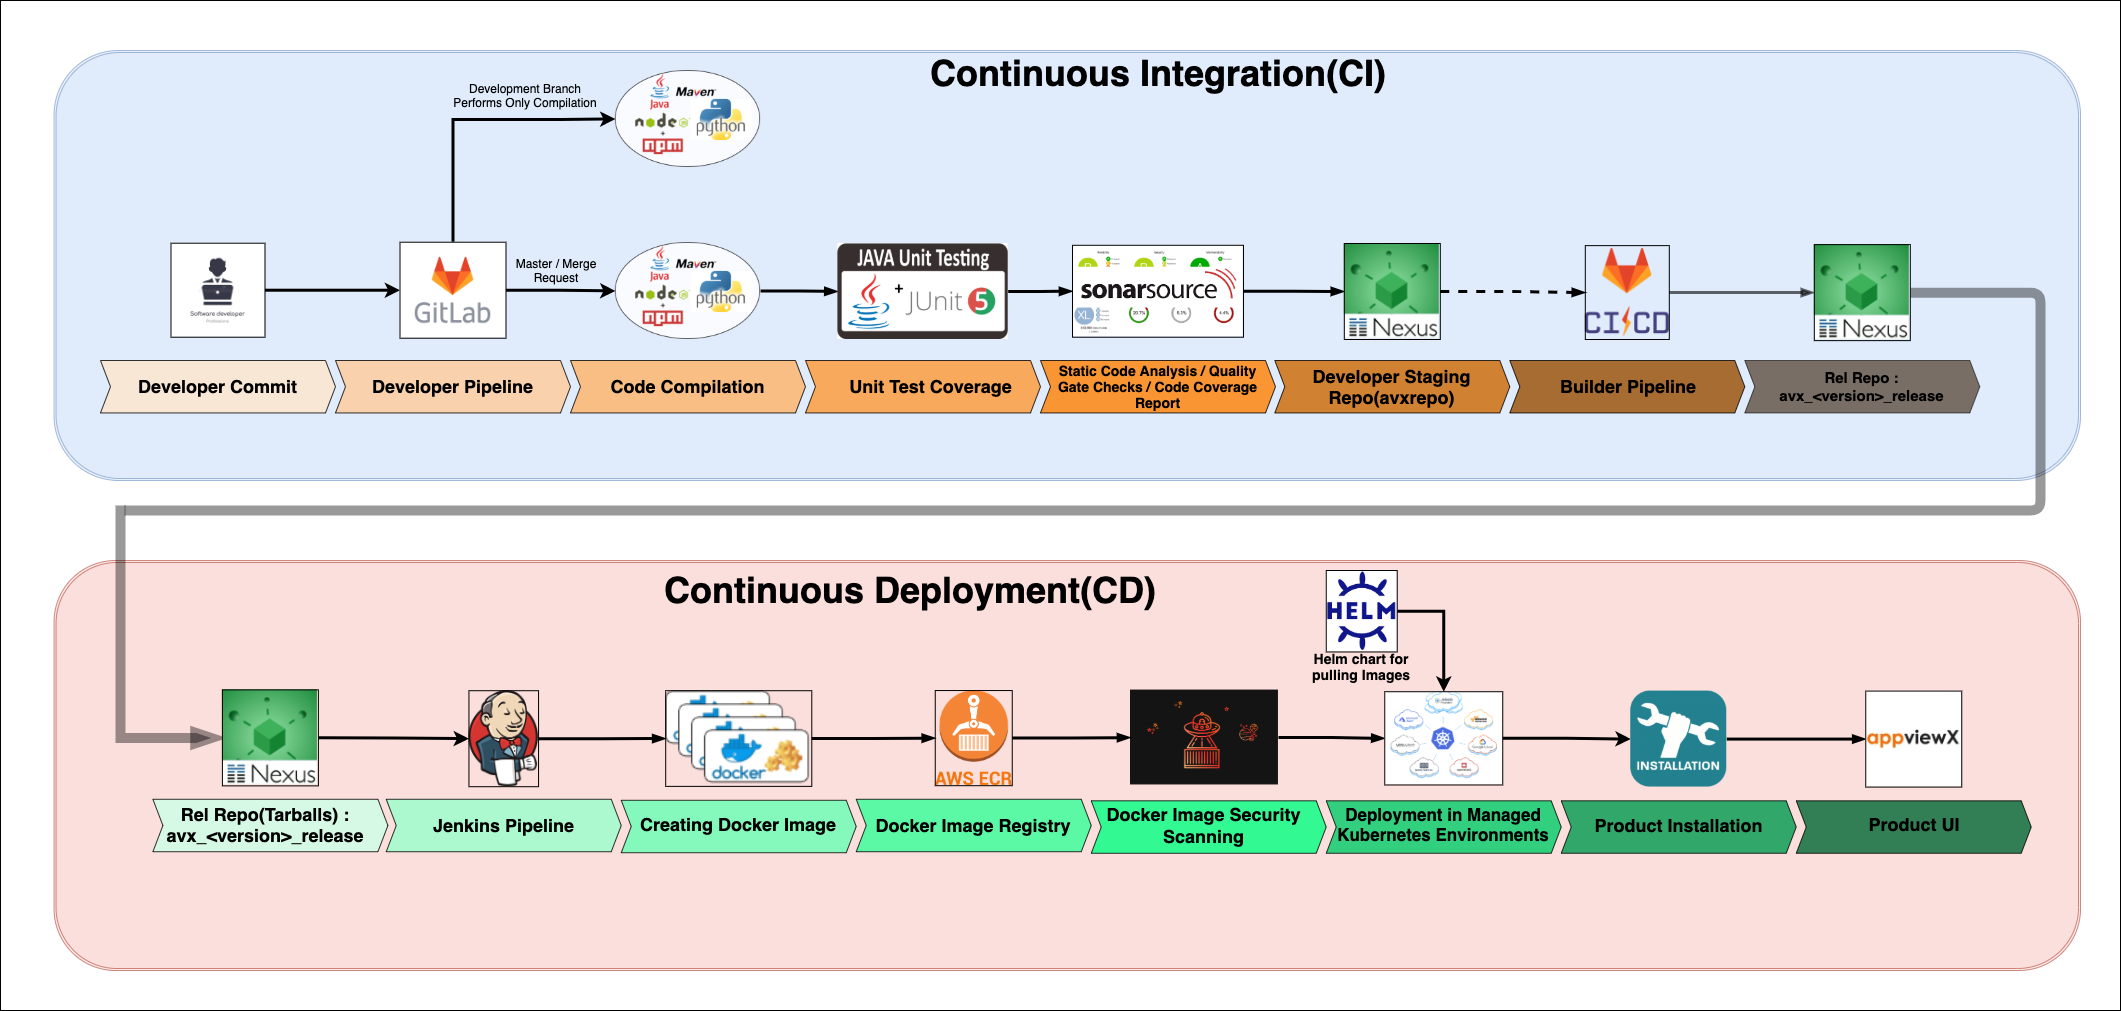 Continuous Integration(CI)
Development Branch
Performs Only Compilation
Java
Maven
node
JS
+
npm
python
Software developer
GitLab
Master / Merge
Request
Java
Maven
node
JS
+
npm
python
JAVA Unit Testing
+
JUnit 5
sonarsource
XL
Nexus
CI CD
Nexus
Developer Commit
Developer Pipeline
Code Compilation
Unit Test Coverage
Static Code Analysis / Quality
Gate Checks / Code Coverage
Report
Developer Staging
Repo(avxrepo)
Builder Pipeline
Rel Repo :
avx_<version>_release
Continuous Deployment(CD)
HELM
Helm chart for
pulling Images
Nexus
docker
AWS ECR
INSTALLATION
appviewX
Rel Repo(Tarballs) :
avx_<version>_release
Jenkins Pipeline
Creating Docker Image
Docker Image Registry
Docker Image Security
Scanning
Deployment in Managed
Kubernetes Environments
Product Installation
Product UI